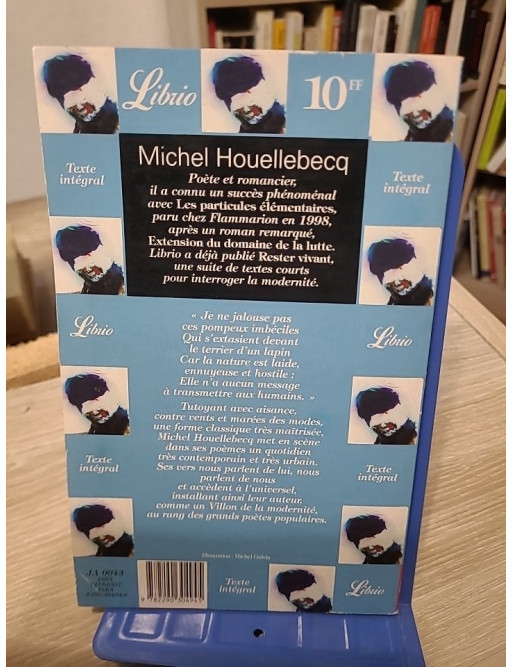 Librio
10 FF
Texte
intégral
Michel Houellebecq
Poète et romancier,
il a connu un succès phénoménal
avec Les particules élémentaires,
paru chez Flammarion en 1998,
après un roman remarqué,
Extension du domaine de la lutte.
Librio a déjà publié Rester vivant,
une suite de textes courts
pour interroger la modernité.
Texte
intégral
Librio
« Je ne jalouse pas
ces pompeux imbéciles
Qui s'extasient devant
le terrier d'un lapin
Car la nature est laide,
ennuyeuse et hostile :
Elle n'a aucun message
à transmettre aux humains. »
Librio
Tutoyant avec aisance,
contre vents et marées des modes,
une forme classique très maîtrisée,
Michel Houellebecq met en scène
dans ses poèmes un quotidien
très contemporain et très urbain.
Ses vers nous parlent de lui, nous
parlent de nous
et accèdent à l'universel,
installant ainsi leur auteur,
comme un Villon de la modernité,
au rang des grands poètes populaires.
Texte
intégral
Texte
intégral
Illustration : Michel
JA 0943
9 782290 304945
Texte
intégral
Librio